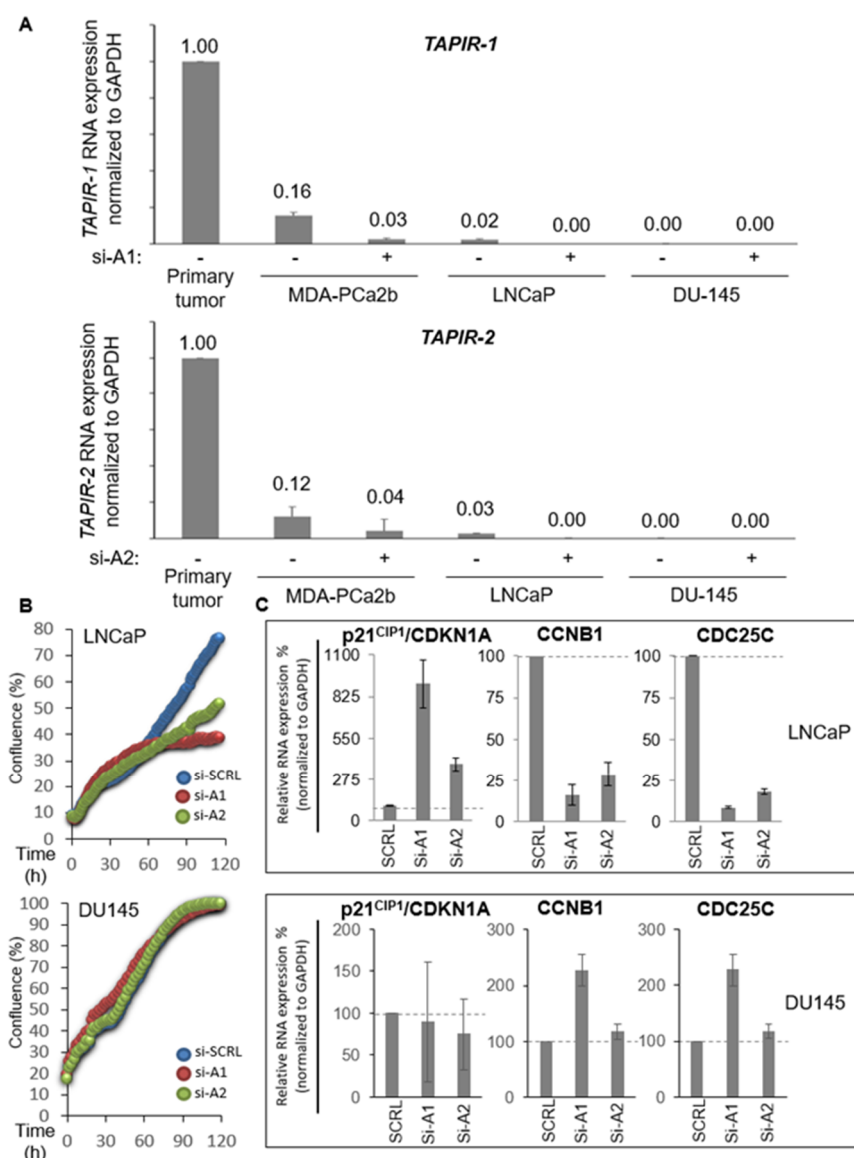 A
TAPIR-1
TAPIR-1 RNA expression
normalized to GAPDH
1.00
0.16
0.03
0.02
0.00
0.00
0.00
si-A1: - - + - + - +
Primary
tumor
MDA-PCa2b
LNCaP
DU-145
TAPIR-2
TAPIR-2 RNA expression
normalized to GAPDH
1.00
0.12
0.04
0.03
0.00
0.00
0.00
si-A2: - - + - + - +
Primary
tumor
MDA-PCa2b
LNCaP
DU-145
B
LNCaP
Confluence (%)
80
70
60
50
40
30
20
10
0
si-SCRL
si-A1
si-A2
0 30 60 90 120
Time
(h)
DU145
Confluence (%)
100
90
80
70
60
50
40
30
20
10
0
si-SCRL
si-A1
si-A2
0 30 60 90 120
Time
(h)
C
Relative RNA expression %
(normalized to GAPDH)
p21CIP1/CDKN1A
1100
825
550
275
0
SCRL
Si-A1
Si-A2
CCNB1
100
75
50
25
0
SCRL
Si-A1
Si-A2
CDC25C
100
75
50
25
0
SCRL
Si-A1
Si-A2
LNCaP
Relative RNA expression %
(normalized to GAPDH)
p21CIP1/CDKN1A
200
150
100
50
0
SCRL
Si-A1
Si-A2
CCNB1
300
200
100
0
SCRL
Si-A1
Si-A2
CDC25C
300
200
100
0
SCRL
Si-A1
Si-A2
DU145